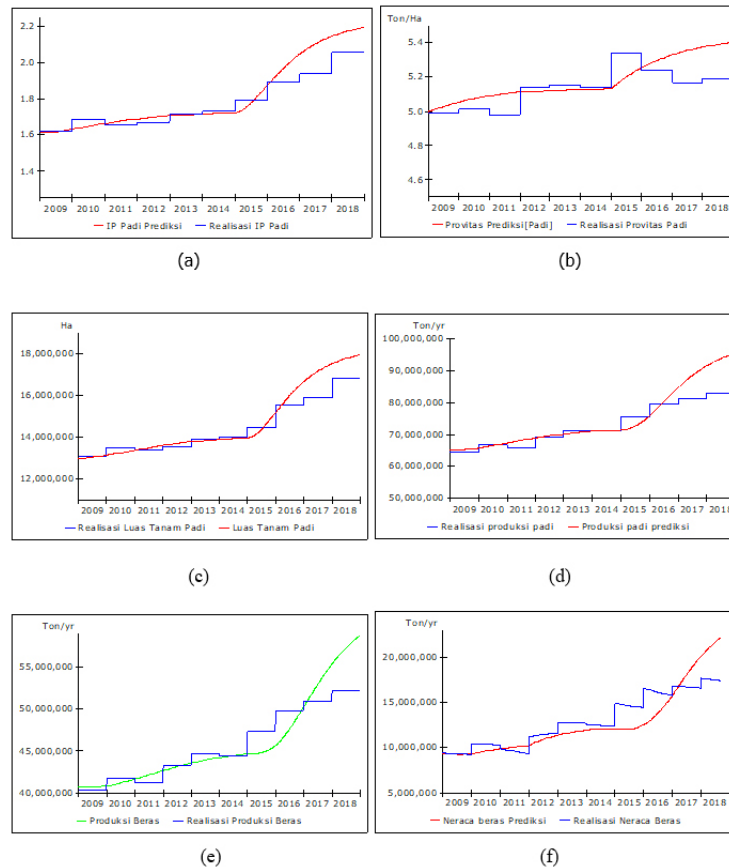 2.2
2.0
1.8
1.6
1.4
2009 2010 2011 2012 2013 2014 2015 2016 2017 2018
IP Padi Prediksi Realisasi IP Padi
(a)
Ton/Ha
5.4
5.2
5.0
4.8
4.6
2009 2010 2011 2012 2013 2014 2015 2016 2017 2018
Provitas Prediksi[Padi] Realisasi Provitas Padi
(b)
Ha
18,000,000
16,000,000
14,000,000
12,000,000
2009 2010 2011 2012 2013 2014 2015 2016 2017 2018
Realisasi Luas Tanam Padi Luas Tanam Padi
(c)
Ton/yr
100,000,000
90,000,000
80,000,000
70,000,000
60,000,000
50,000,000
2009 2010 2011 2012 2013 2014 2015 2016 2017 2018
Realisasi produksi padi Produksi padi prediksi
(d)
Ton/yr
55,000,000
50,000,000
45,000,000
40,000,000
2009 2010 2011 2012 2013 2014 2015 2016 2017 2018
Produksi Beras Realisasi Produksi Beras
(e)
Ton/yr
20,000,000
15,000,000
10,000,000
5,000,000
2009 2010 2011 2012 2013 2014 2015 2016 2017 2018
Neraca beras Prediksi Realisasi Neraca Beras
(f)